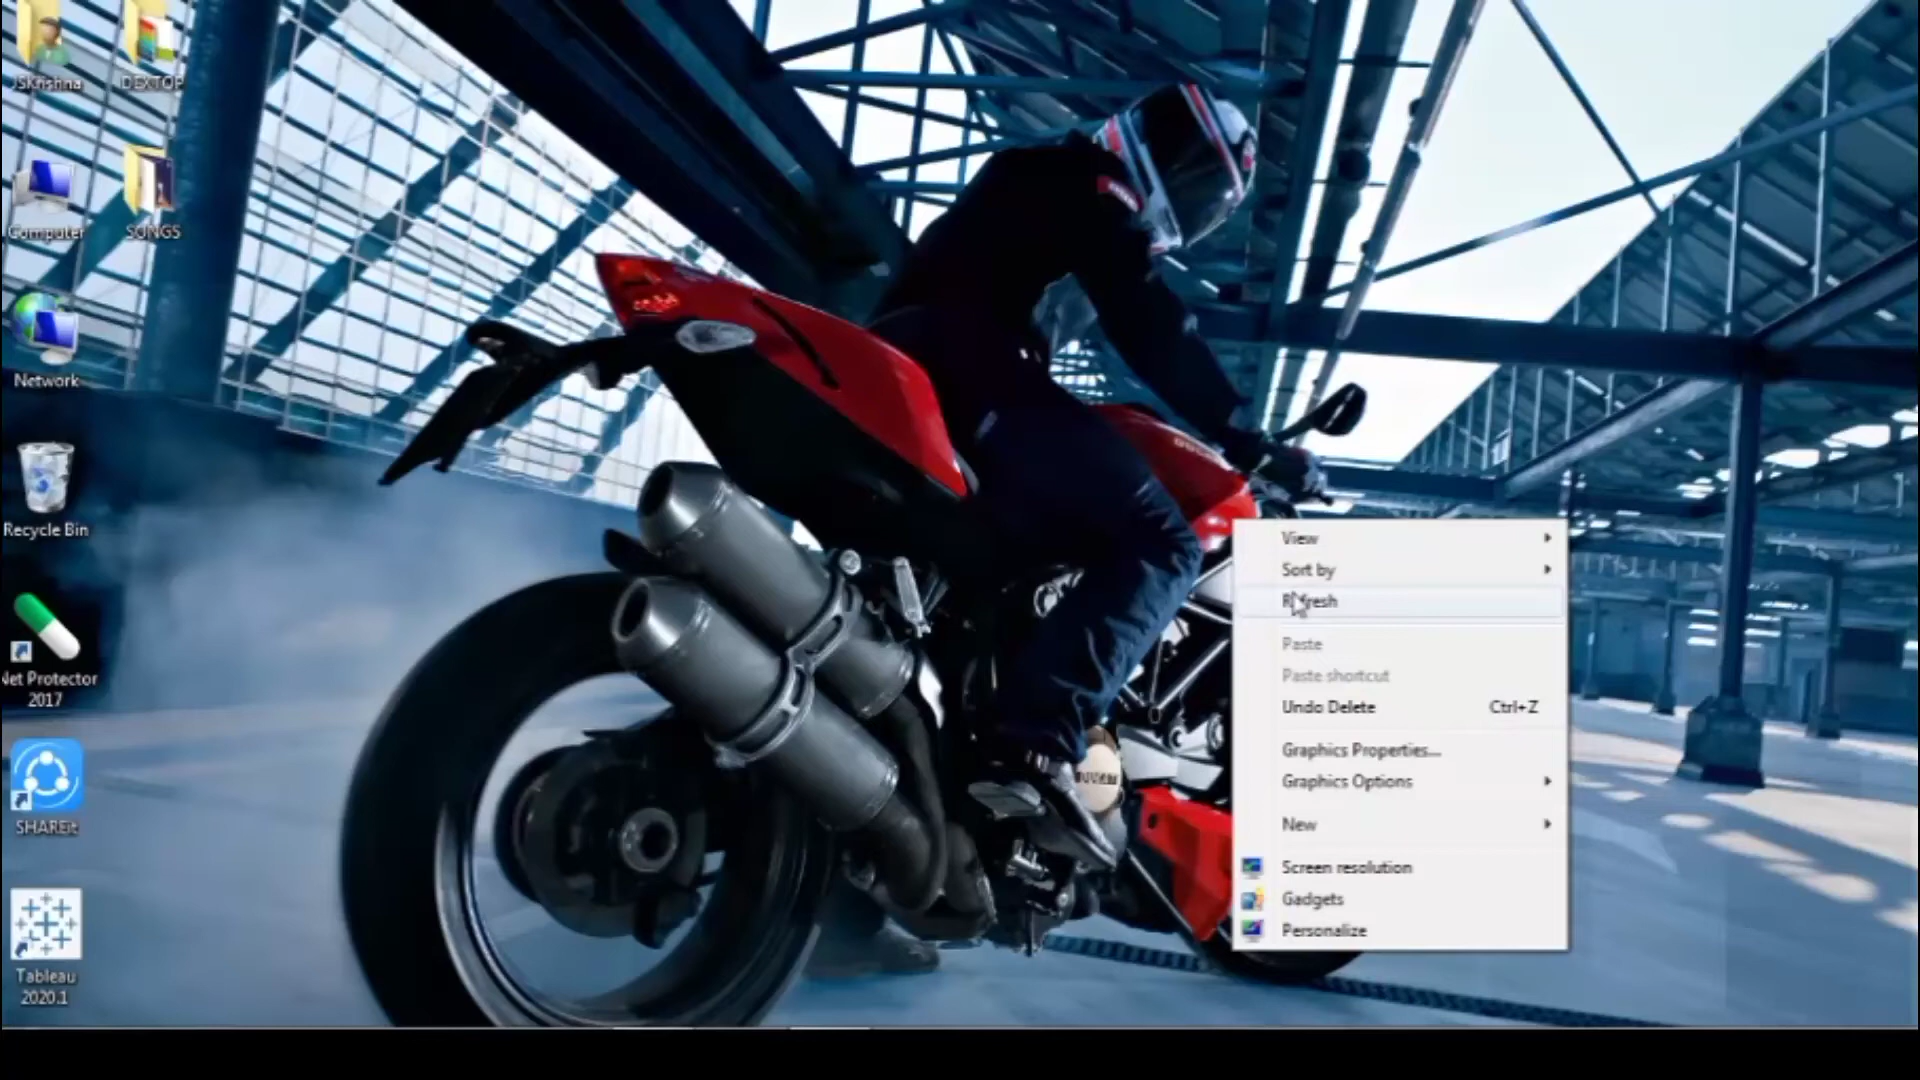 JSKrishna
DEXTOP
Computer
SONGS
Network
Recycle Bin
Net Protector
2017
SHAREit
Tableau
2020.1
View
Sort by
Refresh
Paste
Paste shortcut
Undo Delete Ctrl+Z
Graphics Properties...
Graphics Options
New
Screen resolution
Gadgets
Personalize